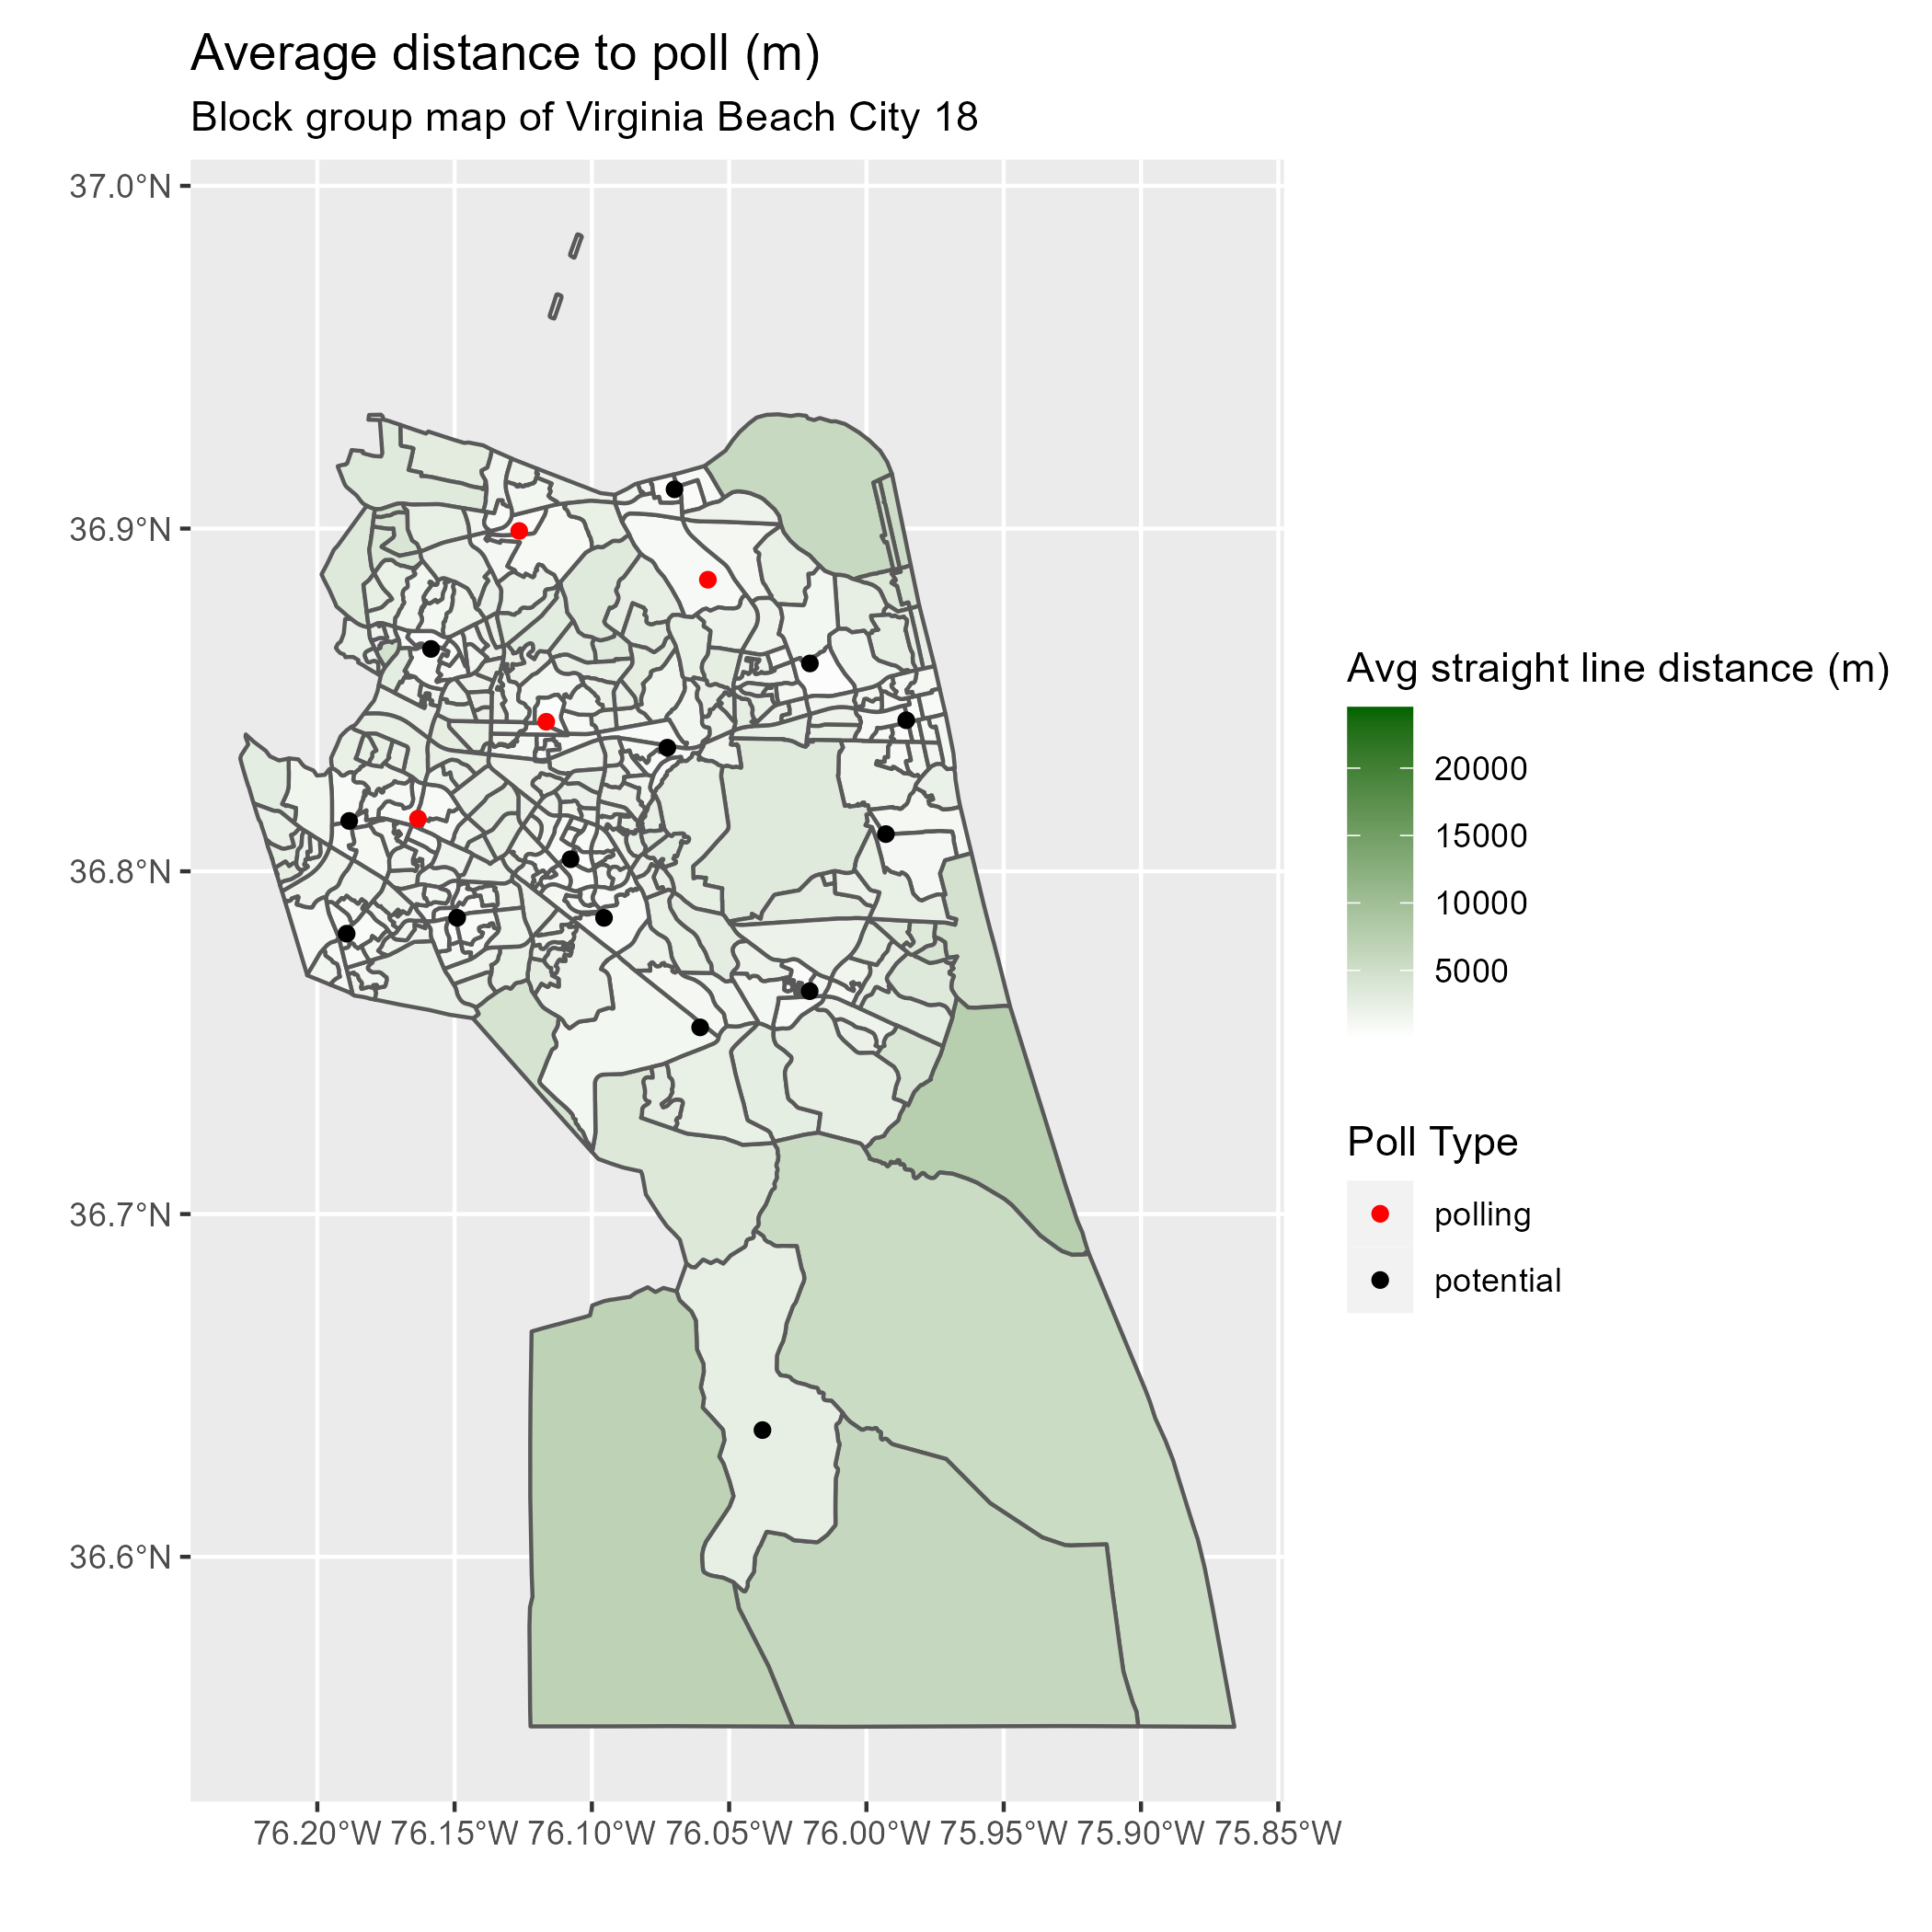 Average distance to poll (m)
Block group map of Virginia Beach City 18
37.0°N
36.9°N
36.8°N
36.7°N
36.6°N
76.20°W 76.15°W 76.10°W 76.05°W 76.00°W 75.95°W 75.90°W 75.85°W
Avg straight line distance (m)
20000
15000
10000
5000
Poll Type
polling
potential